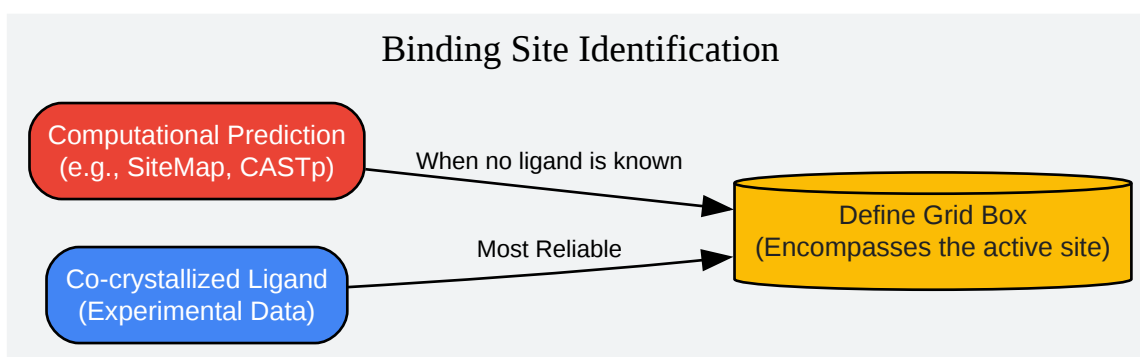 Binding Site Identification
Computational Prediction
(e.g., SiteMap, CASTp)
When no ligand is known
Define Grid Box
(Encompasses the active site)
Most Reliable
Co-crystallized Ligand
(Experimental Data)